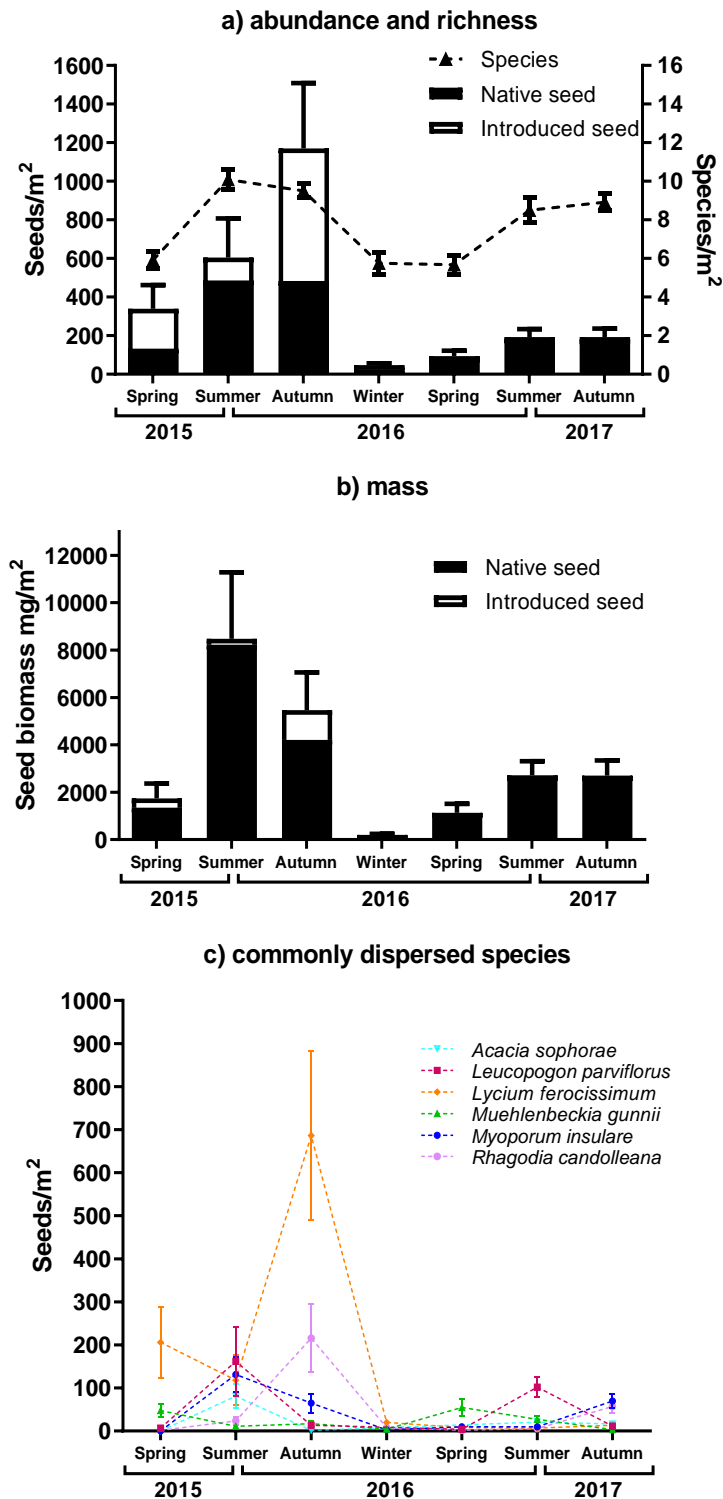 a) abundance and richness
1600
1400
1200
1000
800
600
400
200
0
Seeds/m²
16
14
12
10
8
6
4
2
0
Species/m²
Species
Native seed
Introduced seed
Spring Summer Autumn Winter Spring Summer Autumn
2015 2016 2017
b) mass
12000
10000
8000
6000
4000
2000
0
Seed biomass mg/m²
Native seed
Introduced seed
Spring Summer Autumn Winter Spring Summer Autumn
2015 2016 2017
c) commonly dispersed species
1000
900
800
700
600
500
400
300
200
100
0
Seeds/m²
Acacia sophorae
Leucopogon parviflorus
Lycium ferocissimum
Muehlenbeckia gunnii
Myoporum insulare
Rhagodia candolleana
Spring Summer Autumn Winter Spring Summer Autumn
2015 2016 2017